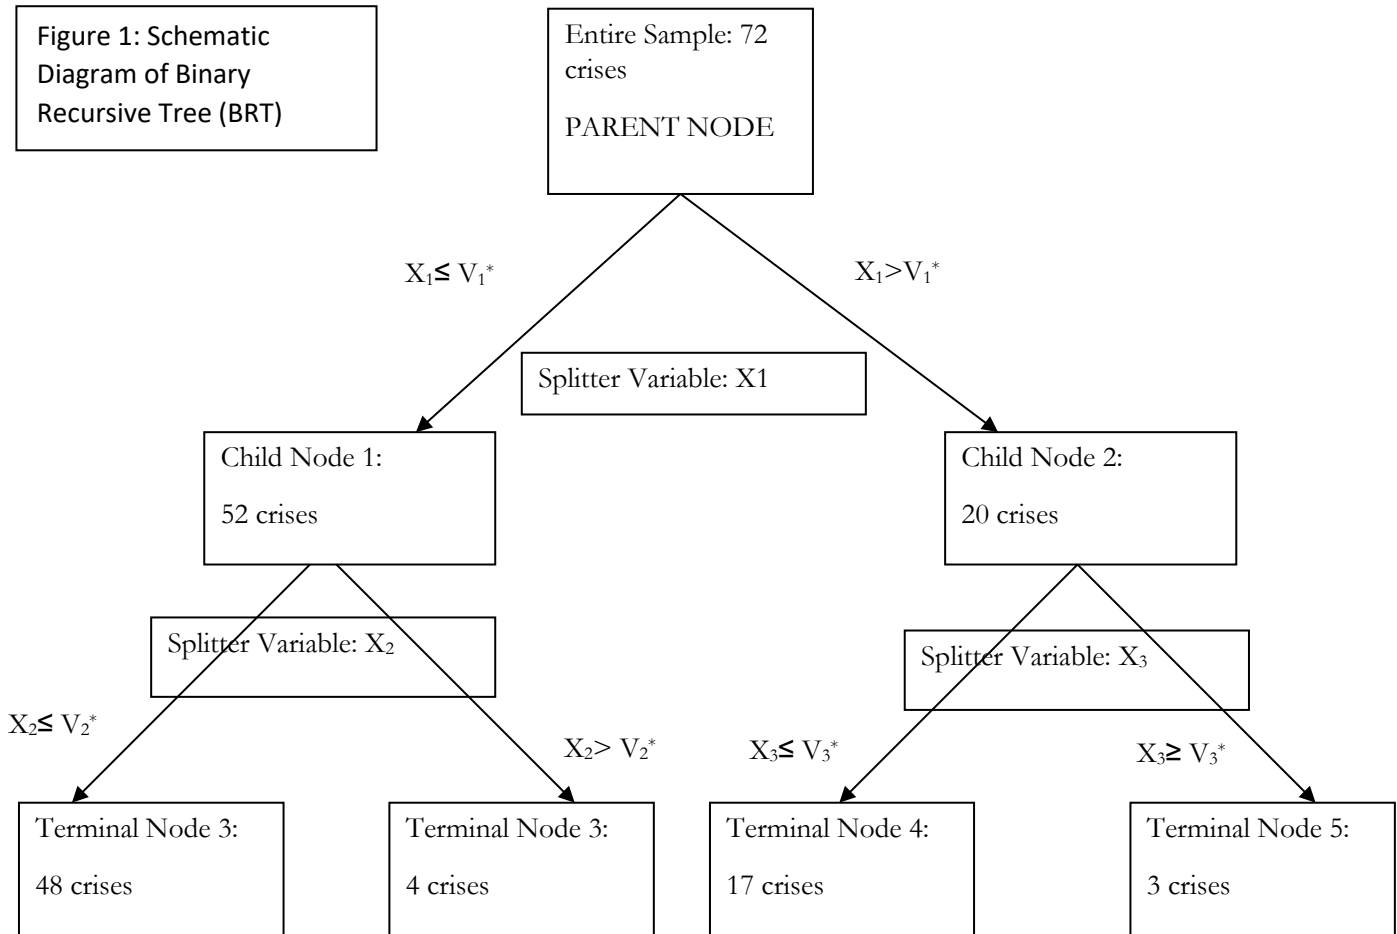 Figure 1: Schematic
Diagram of Binary
Recursive Tree (BRT)
Entire Sample: 72
crises
PARENT NODE
X₁≤ V₁*
X₁>V₁*
Splitter Variable: X1
Child Node 1:
52 crises
Child Node 2:
20 crises
Splitter Variable: X₂
Splitter Variable: X₃
X₂≤ V₂*
X₂> V₂*
X₃≤ V₃*
X₃≥ V₃*
Terminal Node 3:
48 crises
Terminal Node 3:
4 crises
Terminal Node 4:
17 crises
Terminal Node 5:
3 crises